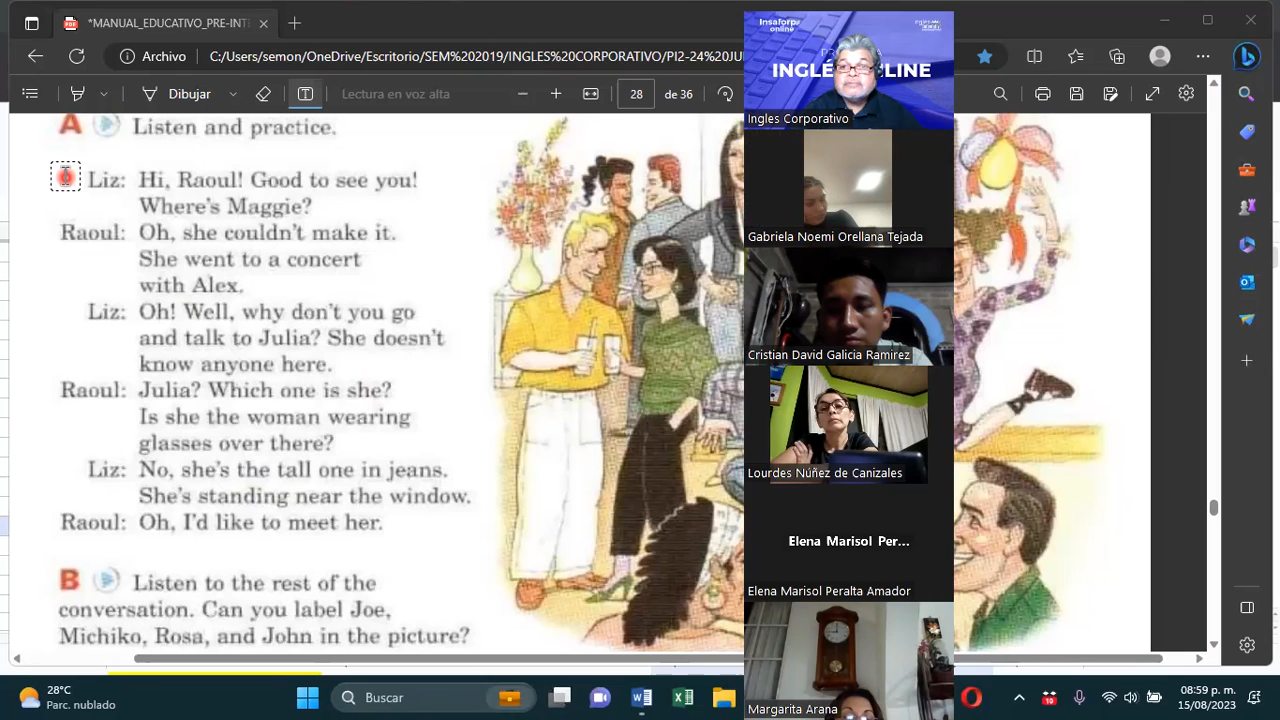 *MANUAL_EDUCATIVO_PRE-INTE
Archivo
C:/Users/semon/OneDrive/Escritorio/SEM%202019/INGLES%20CORPORATIVO/PI2-24%20JU
Dibujar
Lectura en voz alta
28
de 36
A Listen and practice.
Liz: Hi, Raoul! Good to see you!
Where's Maggie?
Raoul: Oh, she couldn't make it.
She went to a concert
with Alex.
Liz: Oh! Well, why don't you go
and talk to Julia? She doesn't
know anyone here.
Raoul: Julia? Which one is she?
Is she the woman wearing
glasses over there?
Liz: No, she's the tall one in jeans.
She's standing near the window.
Raoul: Oh, I'd like to meet her.
B Listen to the rest of the
conversation. Can you label Joe,
Michiko, Rosa, and John in the picture?
Insaforp
online
INGLÉ LINE
Ingles Corporativo
Gabriela Noemi Orellana Tejada
Cristian David Galicia Ramirez
Lourdes Núñez de Canizales
Elena Marisol Per...
Elena Marisol Peralta Amador
Margarita Arana
28°C
Parc. nublado
Buscar
08:59 p. m.
15/08/2023